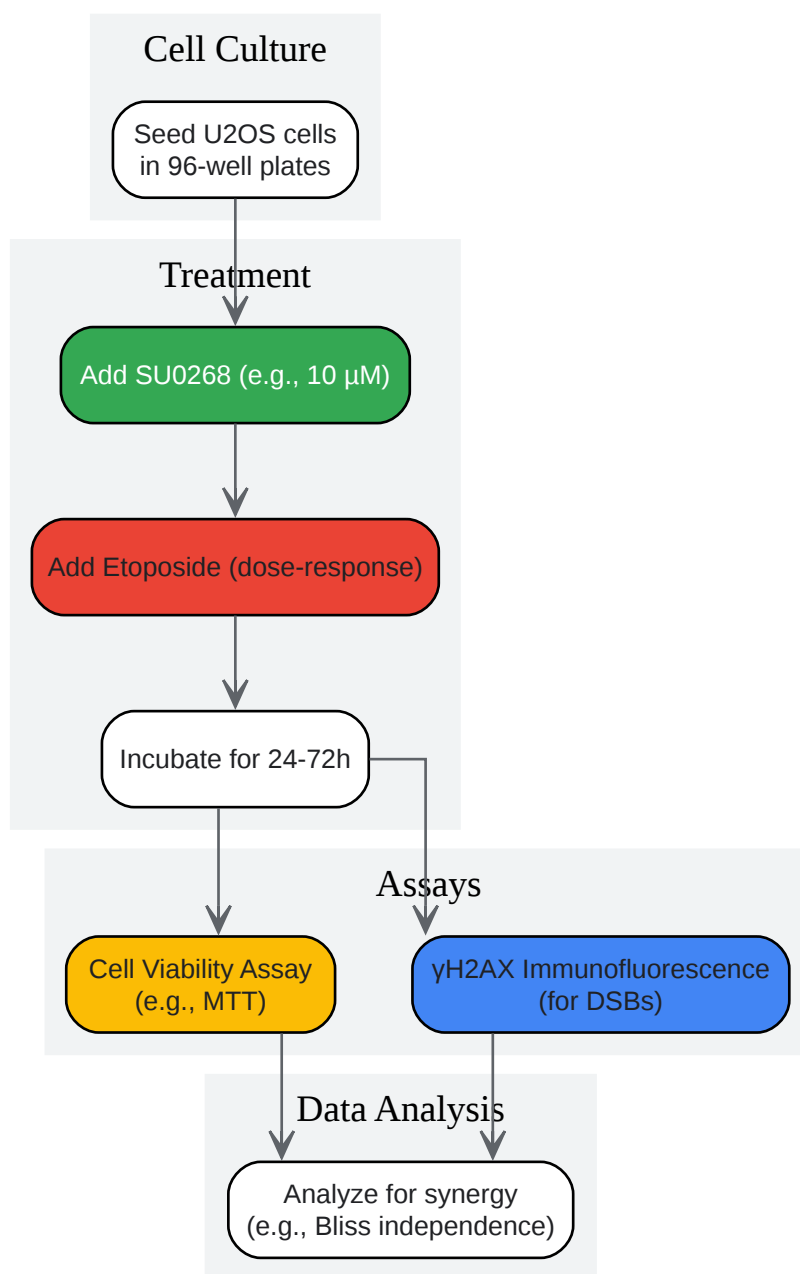 Cell Culture
Seed U2OS cells
in 96-well plates
Treatment
Add SU0268 (e.g., 10 µM)
Add Etoposide (dose-response)
Incubate for 24-72h
Assays
Cell Viability Assay
(e.g., MTT)
γH2AX Immunofluorescence
(for DSBs)
Data Analysis
Analyze for synergy
(e.g., Bliss independence)